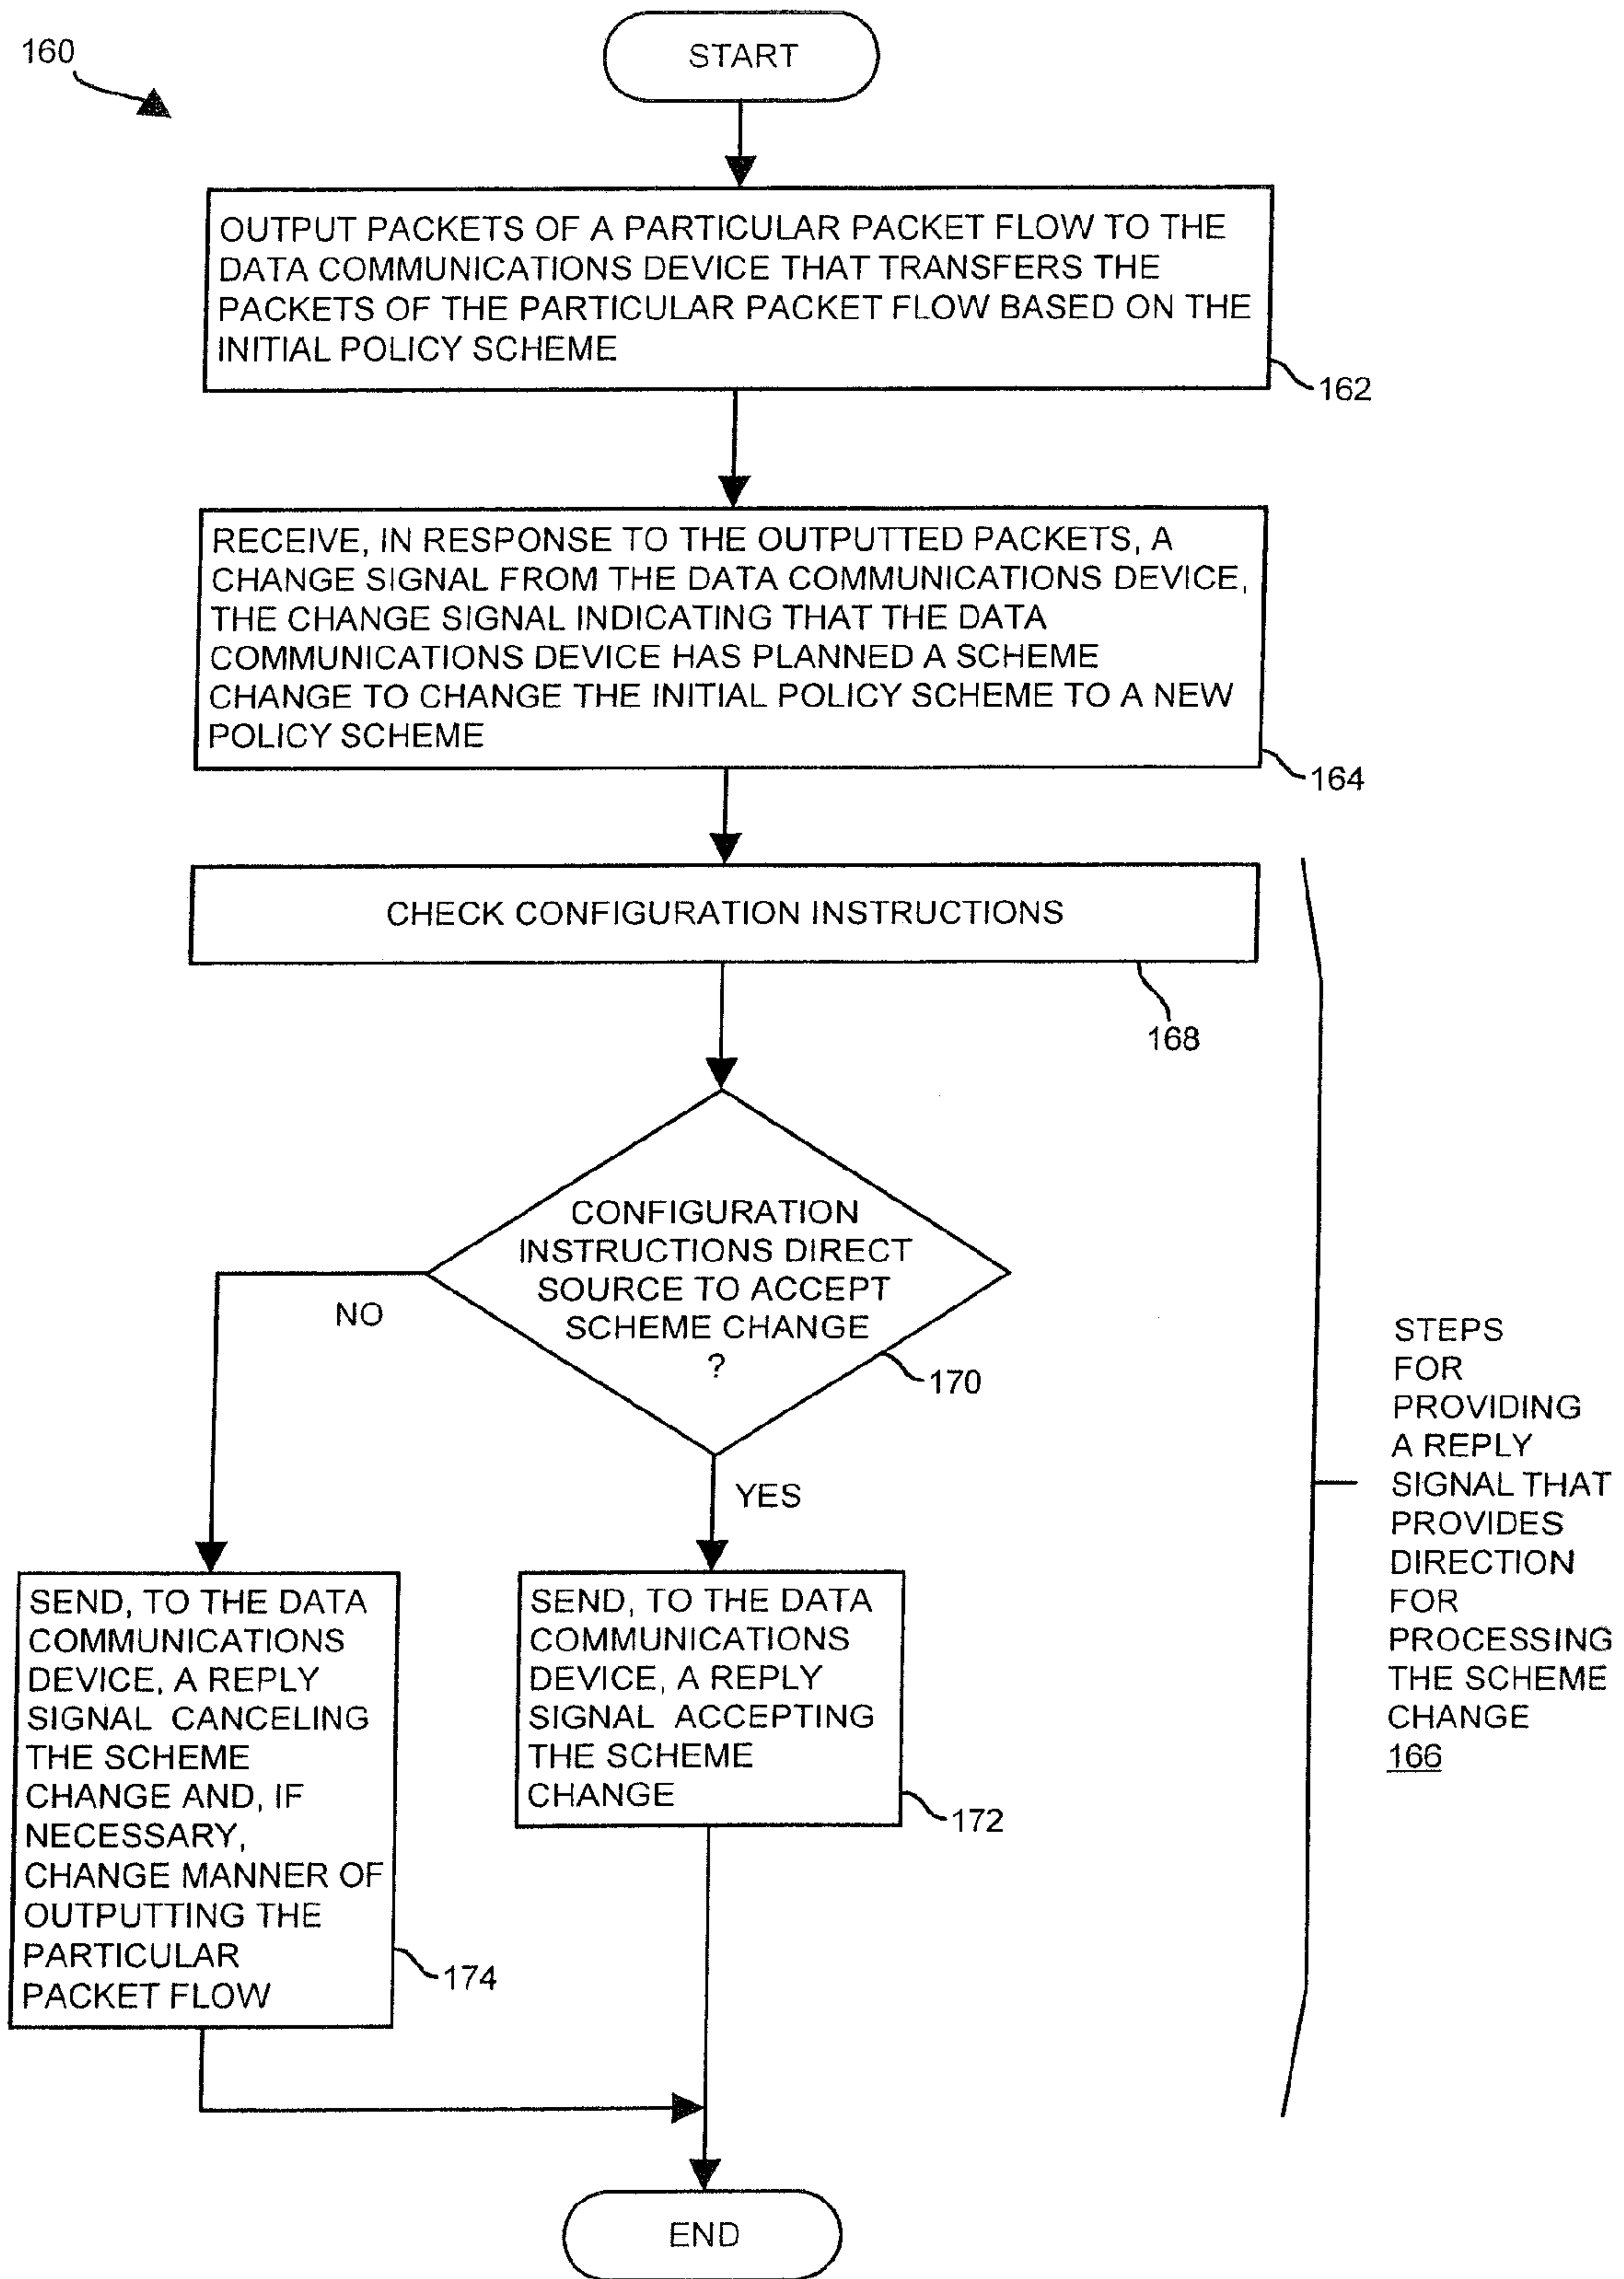 160
START
OUTPUT PACKETS OF A PARTICULAR PACKET FLOW TO THE
DATA COMMUNICATIONS DEVICE THAT TRANSFERS THE
PACKETS OF THE PARTICULAR PACKET FLOW BASED ON THE
INITIAL POLICY SCHEME
162
RECEIVE, IN RESPONSE TO THE OUTPUTTED PACKETS, A
CHANGE SIGNAL FROM THE DATA COMMUNICATIONS DEVICE,
THE CHANGE SIGNAL INDICATING THAT THE DATA
COMMUNICATIONS DEVICE HAS PLANNED A SCHEME
CHANGE TO CHANGE THE INITIAL POLICY SCHEME TO A NEW
POLICY SCHEME
164
CHECK CONFIGURATION INSTRUCTIONS
168
CONFIGURATION
INSTRUCTIONS DIRECT
SOURCE TO ACCEPT
SCHEME CHANGE
?
170
NO
YES
SEND, TO THE DATA
COMMUNICATIONS
DEVICE, A REPLY
SIGNAL CANCELING
THE SCHEME
CHANGE AND, IF
NECESSARY,
CHANGE MANNER OF
OUTPUTTING THE
PARTICULAR
PACKET FLOW
174
SEND, TO THE DATA
COMMUNICATIONS
DEVICE, A REPLY
SIGNAL ACCEPTING
THE SCHEME
CHANGE
172
STEPS
FOR
PROVIDING
A REPLY
SIGNAL THAT
PROVIDES
DIRECTION
FOR
PROCESSING
THE SCHEME
CHANGE
166
END